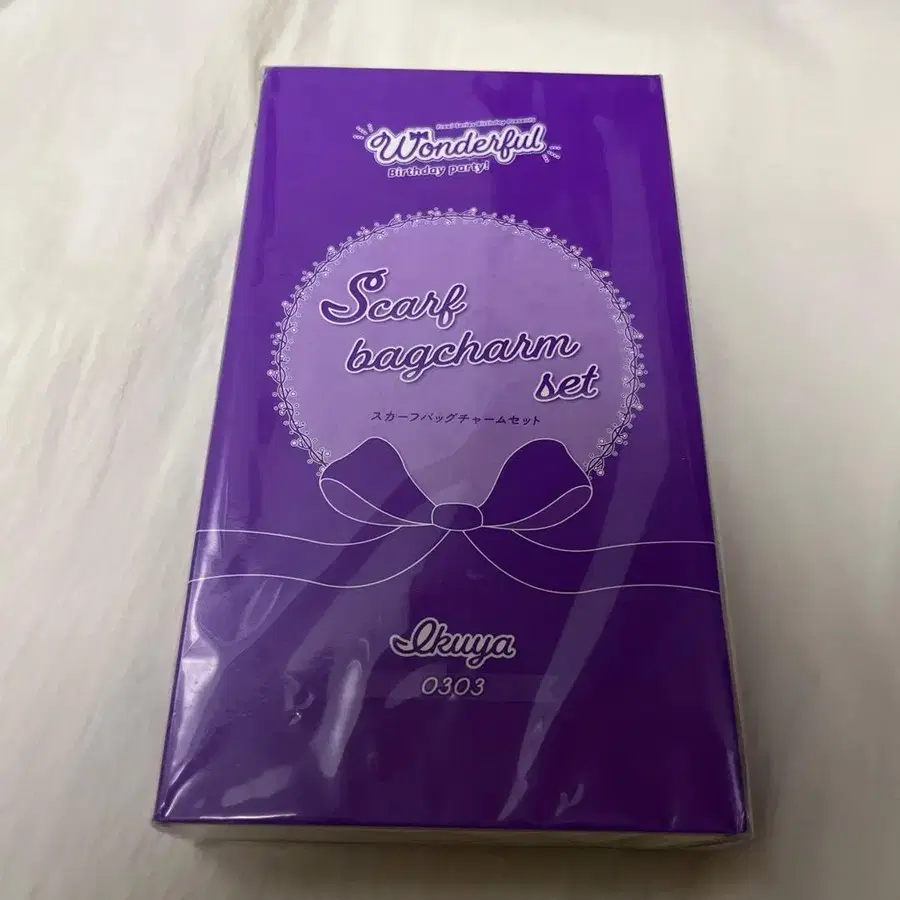 Free! Series Birthday Presents
Wonderful
Birthday party!
Scarf
bagcharm
set
スカーフバッグチャームセット
Ikuya
0303